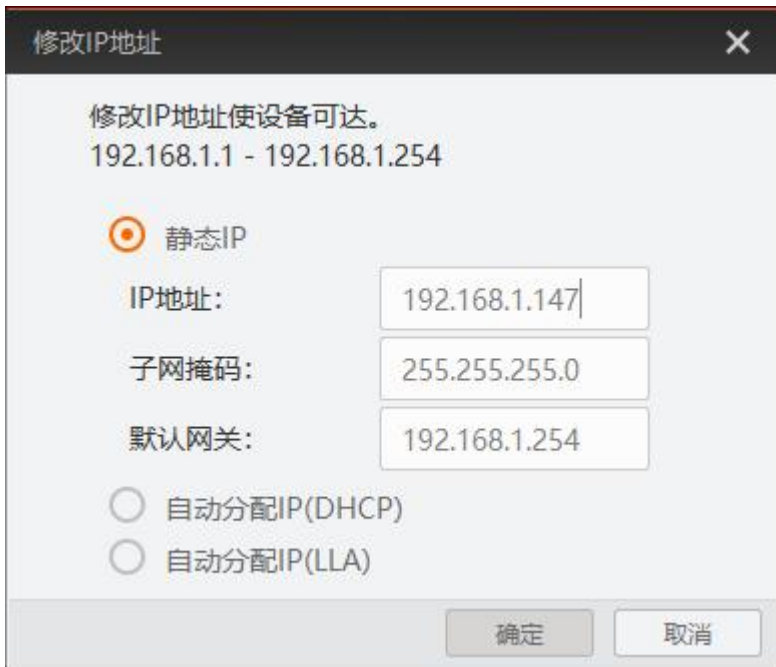 修改IP地址
修改IP地址使设备可达。
192.168.1.1 - 192.168.1.254
静态IP
IP地址： 192.168.1.147
子网掩码： 255.255.255.0
默认网关： 192.168.1.254
自动分配IP(DHCP)
自动分配IP(LLA)
确定 取消